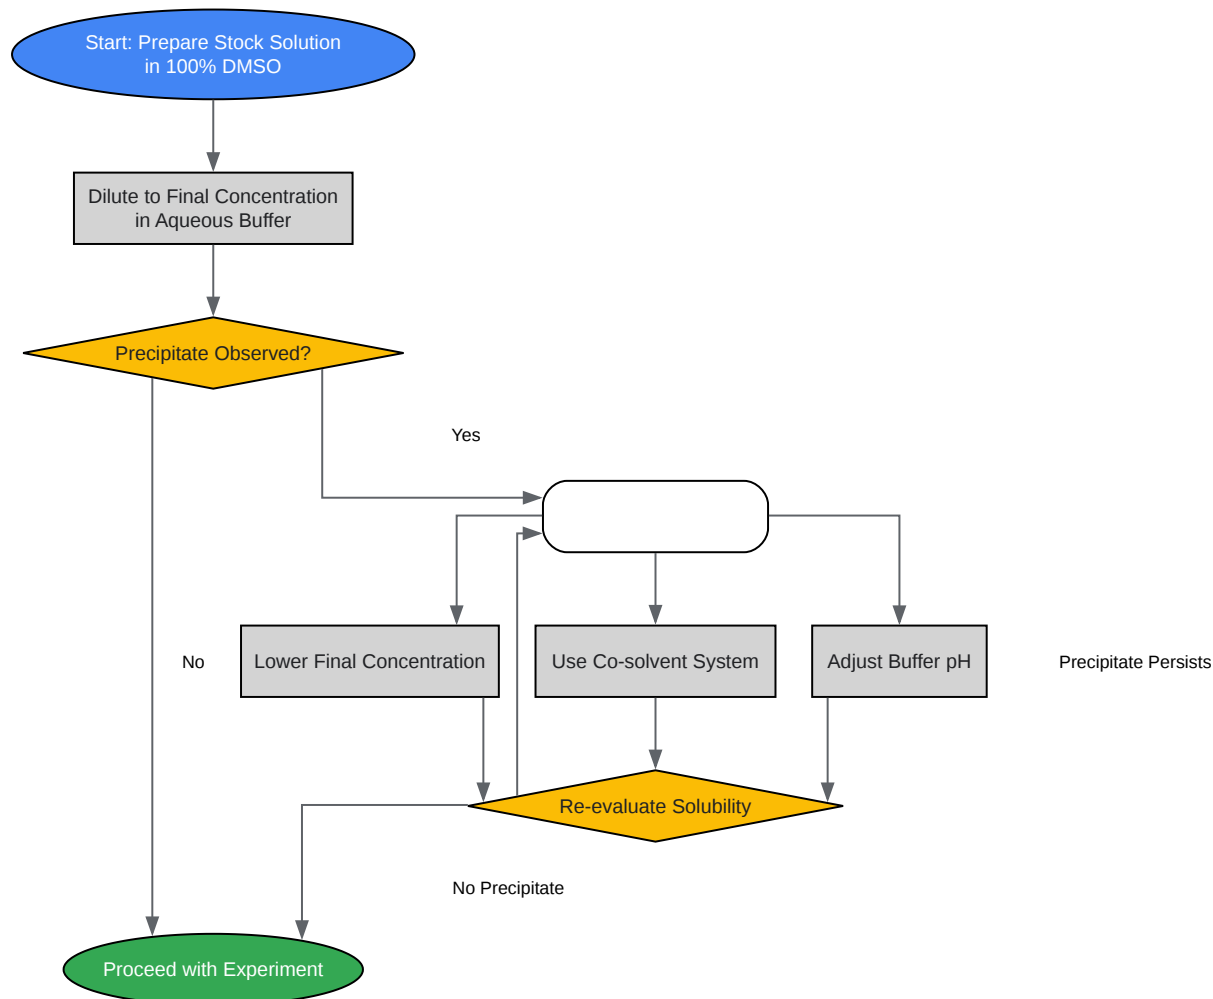 Start: Prepare Stock Solution
in 100% DMSO
Dilute to Final Concentration
in Aqueous Buffer
Precipitate Observed?
Yes
No
Lower Final Concentration
Use Co-solvent System
Adjust Buffer pH
Precipitate Persists
Re-evaluate Solubility
No Precipitate
Proceed with Experiment